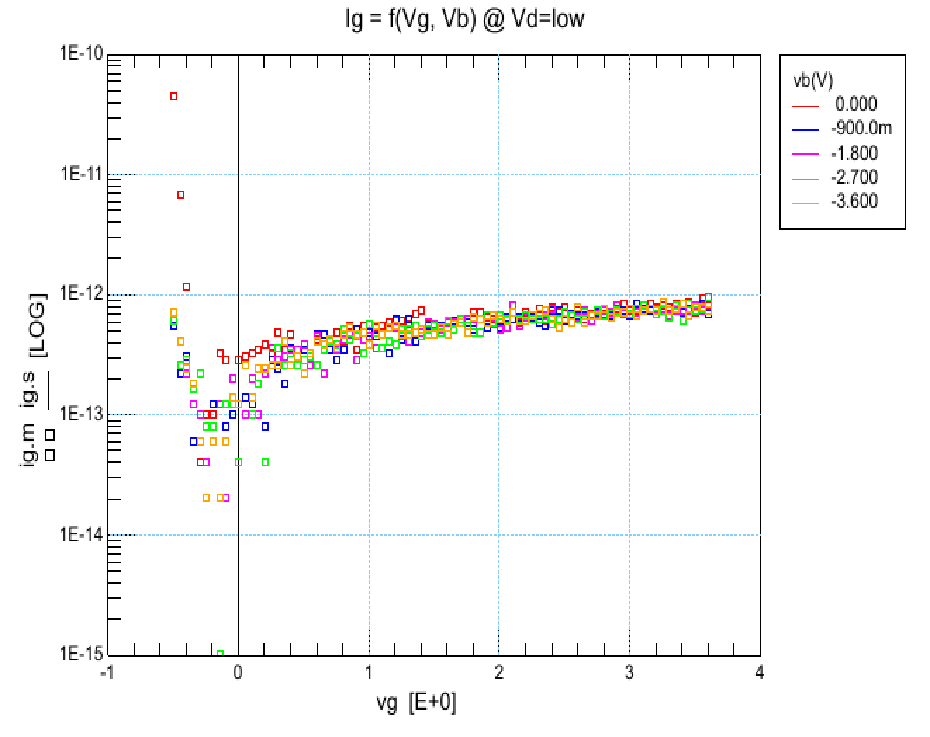 Ig = f(Vg, Vb) @ Vd=low
1E-10
1E-11
1E-12
1E-13
1E-14
1E-15
ig.m ig.s [LOG]
-1 0 1 2 3 4
vg [E+0]
vb(V)
0.000
-900.0m
-1.800
-2.700
-3.600